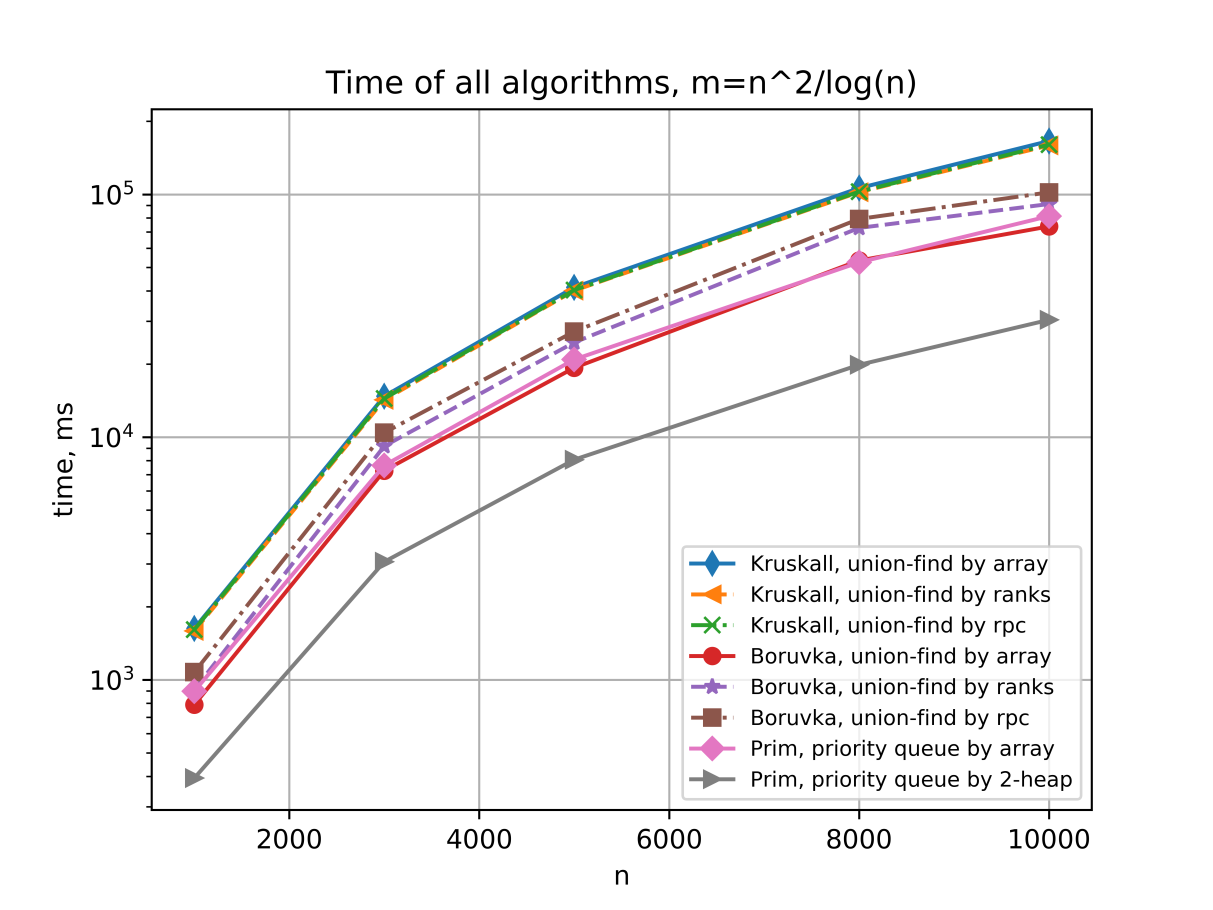 Time of all algorithms, m=n^2/log(n)
time, ms
10^5
10^4
10^3
2000 4000 6000 8000 10000
n
Kruskall, union-find by array
Kruskall, union-find by ranks
Kruskall, union-find by rpc
Boruvka, union-find by array
Boruvka, union-find by ranks
Boruvka, union-find by rpc
Prim, priority queue by array
Prim, priority queue by 2-heap